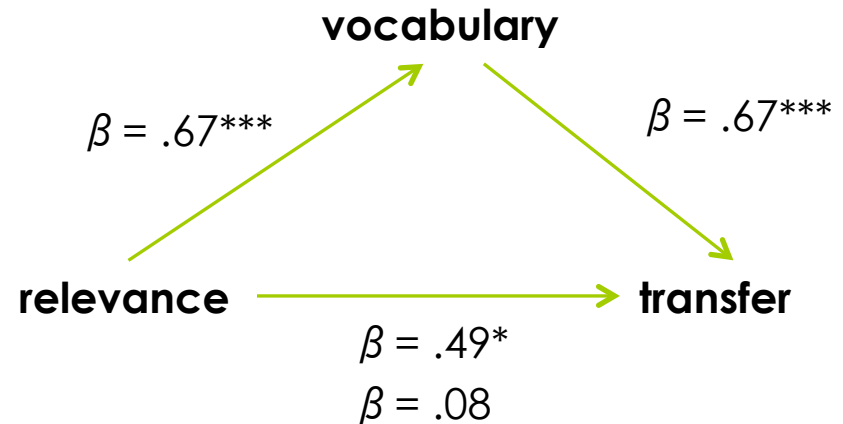 vocabulary
β = .67***
β = .67***
relevance
transfer
β = .49*
β = .08